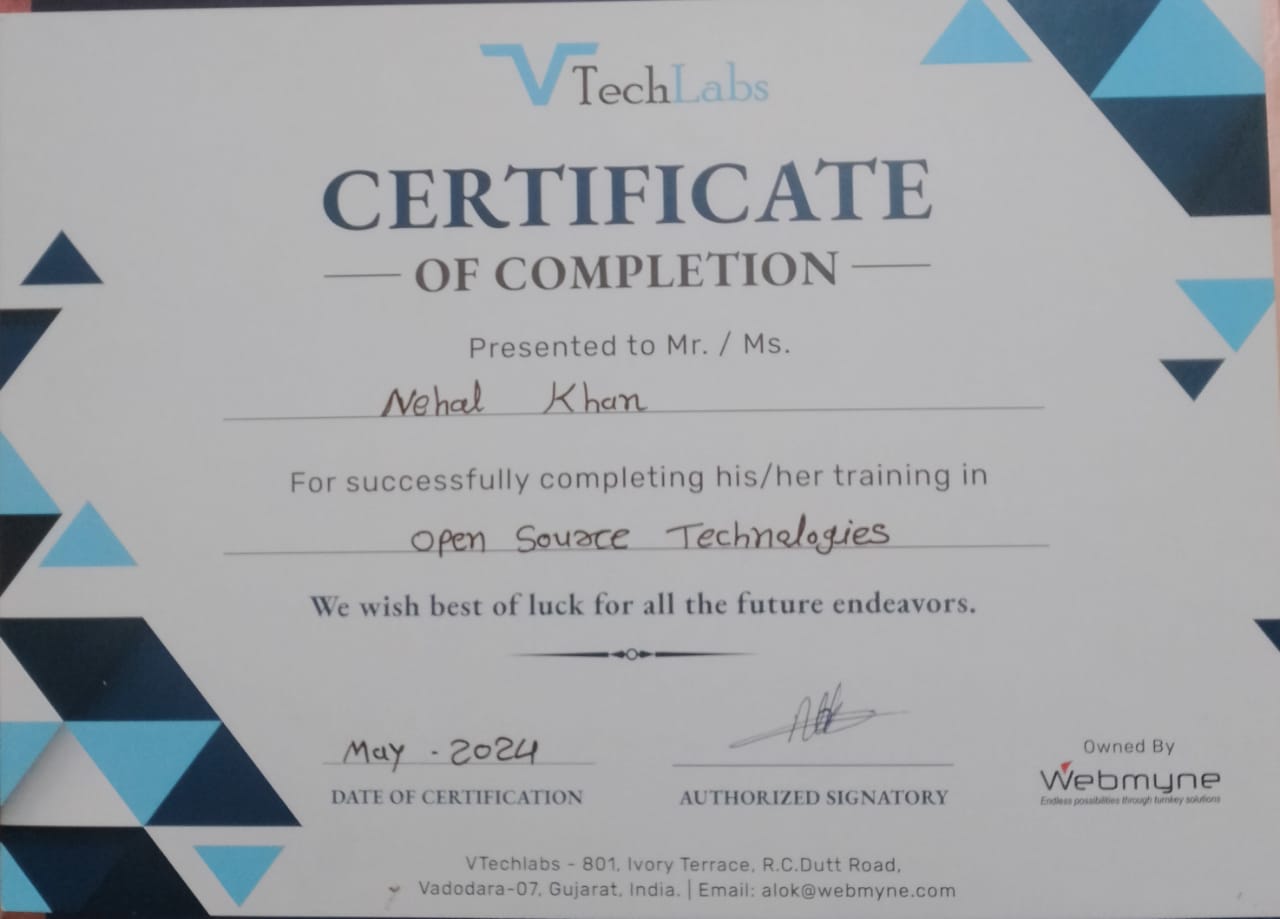 VTechLabs
CERTIFICATE
OF COMPLETION
Presented to Mr. / Ms.
Nehal Khan
For successfully completing his/her training in
Open Source Technologies
We wish best of luck for all the future endeavors.
May - 2024
DATE OF CERTIFICATION
AUTHORIZED SIGNATORY
Owned By
Webmyne
Endless possibilities through turnkey solutions
VTechlabs - 801, Ivory Terrace, R.C.Dutt Road,
Vadodara-07, Gujarat, India. | Email: alok@webmyne.com